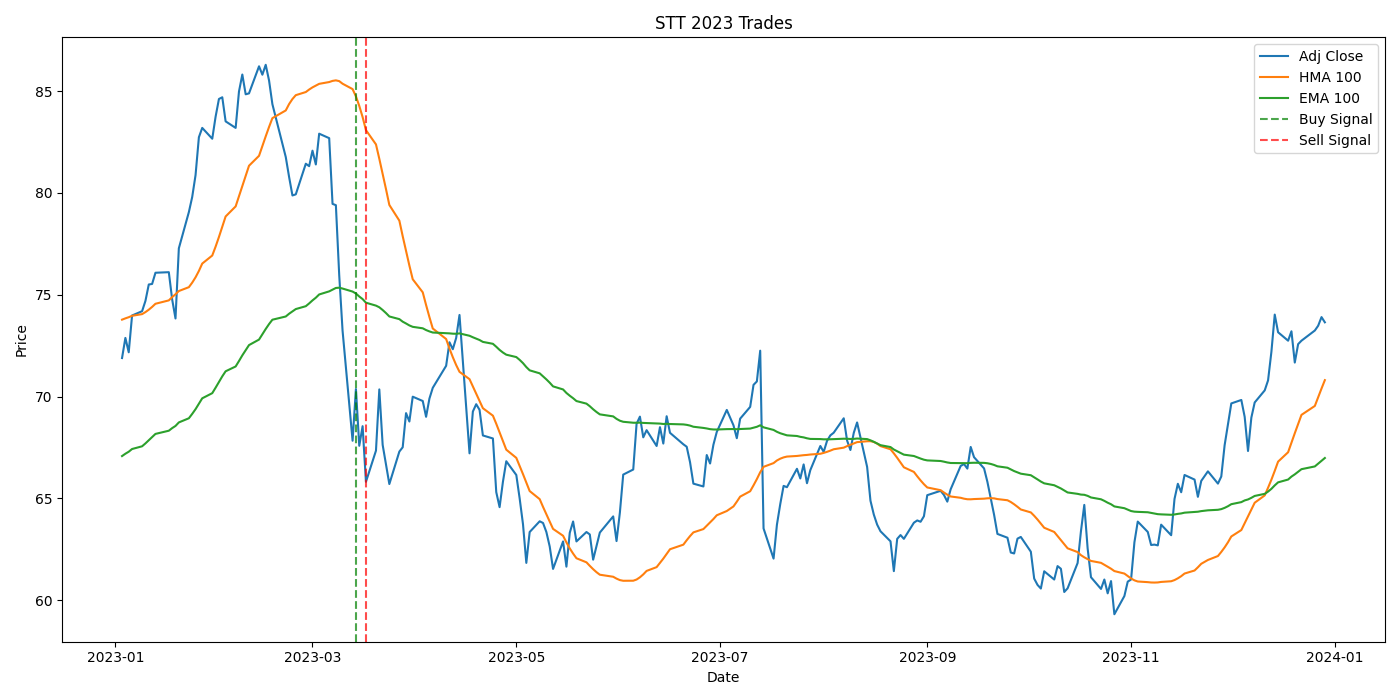 STT 2023 Trades
Adj Close
HMA 100
EMA 100
Buy Signal
Sell Signal
Price
85
80
75
70
65
60
2023-01
2023-03
2023-05
2023-07
2023-09
2023-11
2024-01
Date